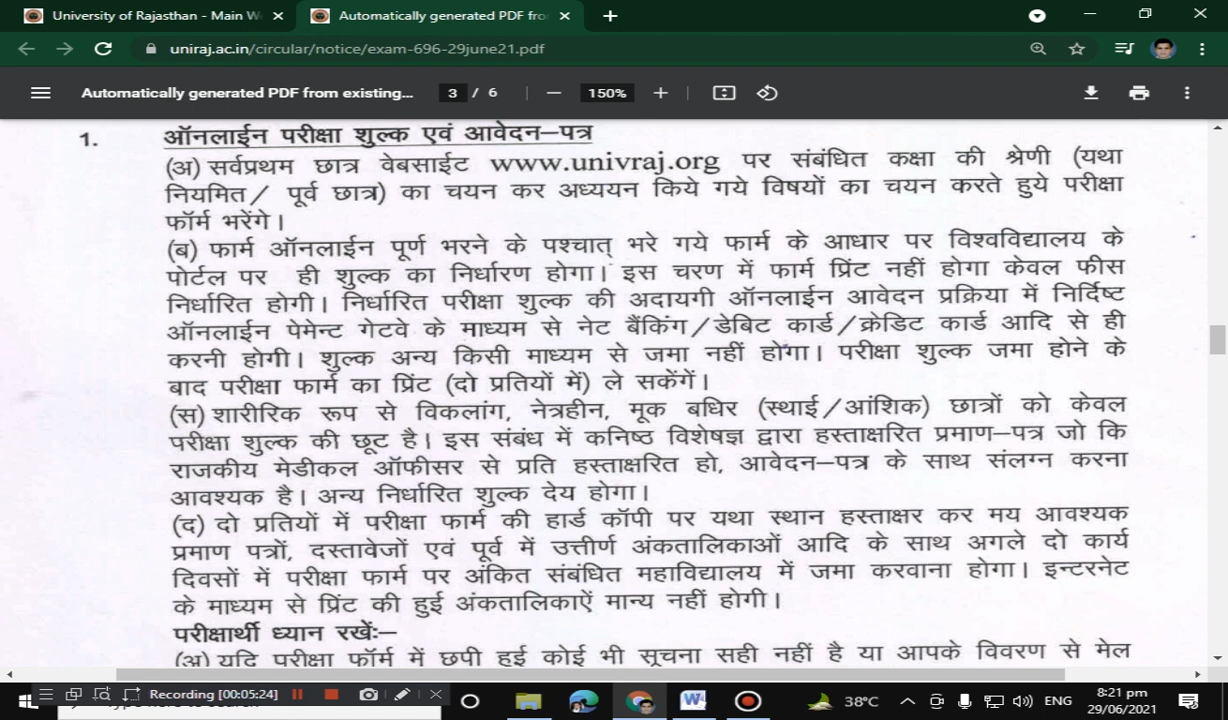 University of Rajasthan - Main W
Automatically generated PDF fro
uniraj.ac.in/circular/notice/exam-696-29june21.pdf
Automatically generated PDF from existing...
3 / 6
150%
1. ऑनलाईन परीक्षा शुल्क एवं आवेदन–पत्र
(अ) सर्वप्रथम छात्र वेबसाईट www.univraj.org पर संबंधित कक्षा की श्रेणी (यथा
नियमित/ पूर्व छात्र) का चयन कर अध्ययन किये गये विषयों का चयन करते हुये परीक्षा
फॉर्म भरेंगे।
(ब) फार्म ऑनलाईन पूर्ण भरने के पश्चात् भरे गये फार्म के आधार पर विश्वविद्यालय के
पोर्टल पर ही शुल्क का निर्धारण होगा। इस चरण में फार्म प्रिंट नहीं होगा केवल फीस
निर्धारित होगी। निर्धारित परीक्षा शुल्क की अदायगी ऑनलाईन आवेदन प्रक्रिया में निर्दिष्ट
ऑनलाईन पेमेन्ट गेटवे के माध्यम से नेट बैंकिंग/डेबिट कार्ड/क्रेडिट कार्ड आदि से ही
करनी होगी। शुल्क अन्य किसी माध्यम से जमा नहीं होगा। परीक्षा शुल्क जमा होने के
बाद परीक्षा फार्म का प्रिंट (दो प्रतियों में) ले सकेंगें।
(स) शारीरिक रूप से विकलांग, नेत्रहीन, मूक बधिर (स्थाई/आंशिक) छात्रों को केवल
परीक्षा शुल्क की छूट है। इस संबंध में कनिष्ठ विशेषज्ञ द्वारा हस्ताक्षरित प्रमाण–पत्र जो कि
राजकीय मेडीकल ऑफीसर से प्रति हस्ताक्षरित हो, आवेदन–पत्र के साथ संलग्न करना
आवश्यक है। अन्य निर्धारित शुल्क देय होगा।
(द) दो प्रतियों में परीक्षा फार्म की हार्ड कॉपी पर यथा स्थान हस्ताक्षर कर मय आवश्यक
प्रमाण पत्रों, दस्तावेजों एवं पूर्व में उत्तीर्ण अंकतालिकाओं आदि के साथ अगले दो कार्य
दिवसों में परीक्षा फार्म पर अंकित संबंधित महाविद्यालय में जमा करवाना होगा। इन्टरनेट
के माध्यम से प्रिंट की हुई अंकतालिकाऐं मान्य नहीं होगी।
परीक्षार्थी ध्यान रखेंः–
(अ) यदि परीक्षा फॉर्म में छपी हुई कोई भी सूचना सही नहीं है या आपके विवरण से मेल
Recording [00:05:24]
38°C
ENG
8:21 pm
29/06/2021